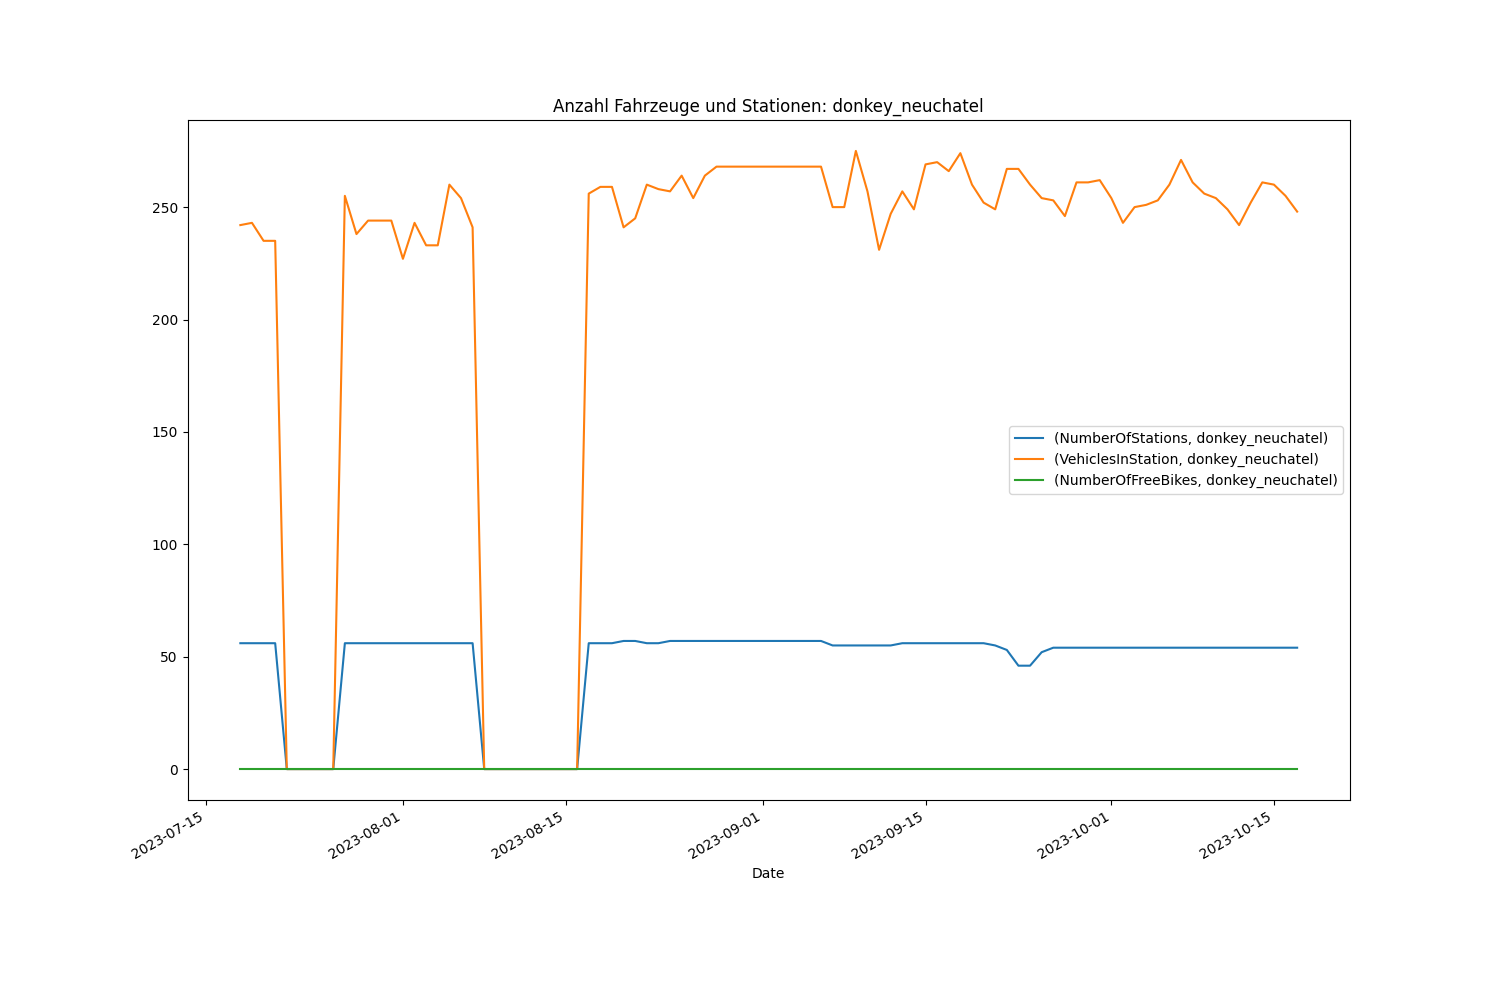 Anzahl Fahrzeuge und Stationen: donkey_neuchatel
250
200
150
100
50
0
(NumberOfStations, donkey_neuchatel)
(VehiclesInStation, donkey_neuchatel)
(NumberOfFreeBikes, donkey_neuchatel)
2023-07-15
2023-08-01
2023-08-15
2023-09-01
2023-09-15
2023-10-01
2023-10-15
Date